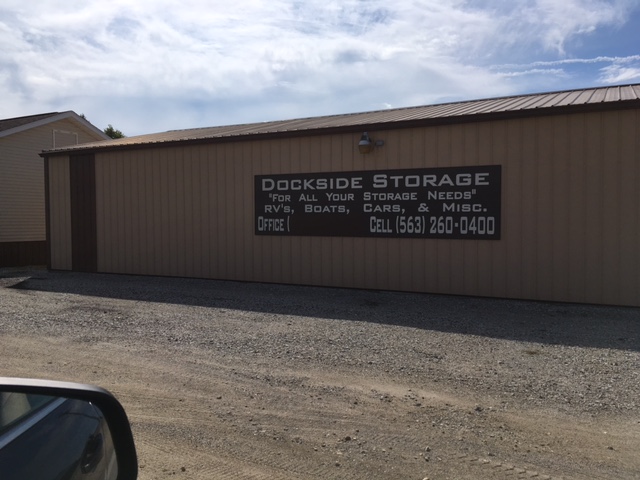 Dockside Storage
"For All Your Storage Needs"
RV's, Boats, Cars, & Misc.
Office ( Cell (563) 260-0400